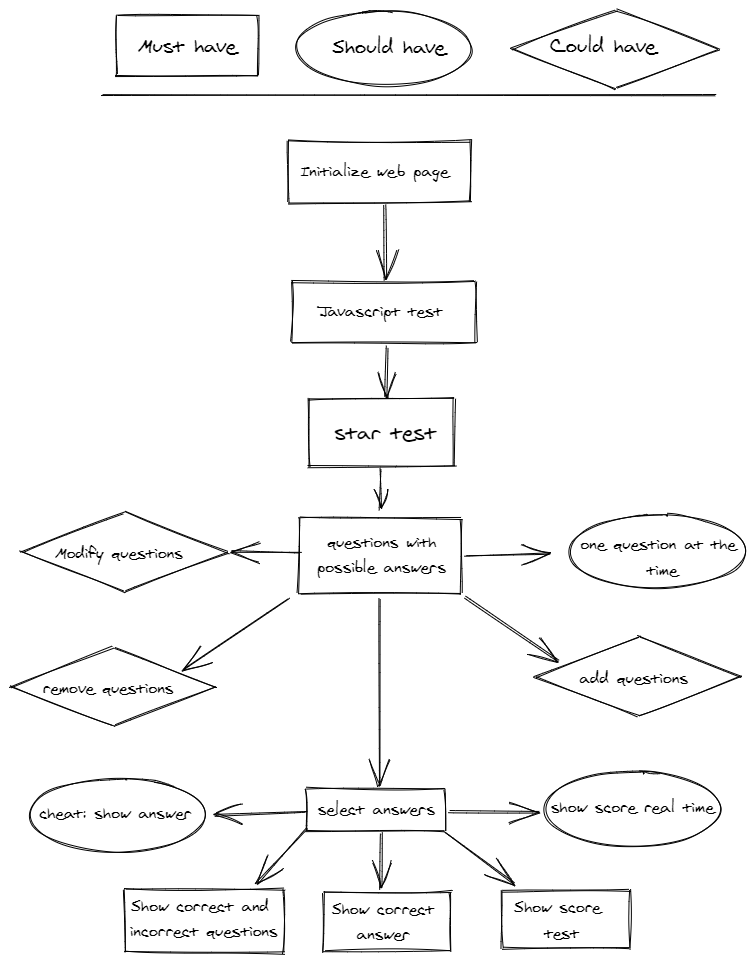 Must have
Should have
Could have
Initialize web page
Javascript test
star test
Modify questions
questions with
possible answers
one question at the
time
remove questions
add questions
cheat: show answer
select answers
show score real time
Show correct and
incorrect questions
Show correct
answer
Show score
test